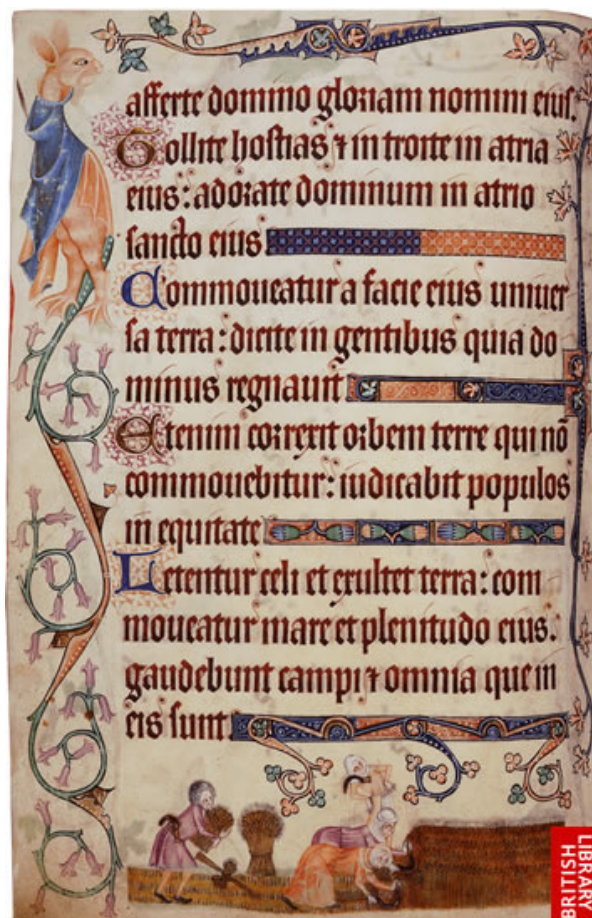 afferte domino gloriam nomini eius.
Tollite hostias ⁊ in troite in atria
eius: adorate dominum in atrio
sancto eius
Commoueatur a facie eius uniuer
sa terra: dicite in gentibus quia do
minus regnauit
Etenim correxit orbem terre qui nō
commouebitur: iudicabit populos
in equitate
Letentur celi et exultet terra: com
moueatur mare et plenitudo eius.
gaudebunt campi ⁊ omnia que in
eis sunt
BRITISH
LIBRARY